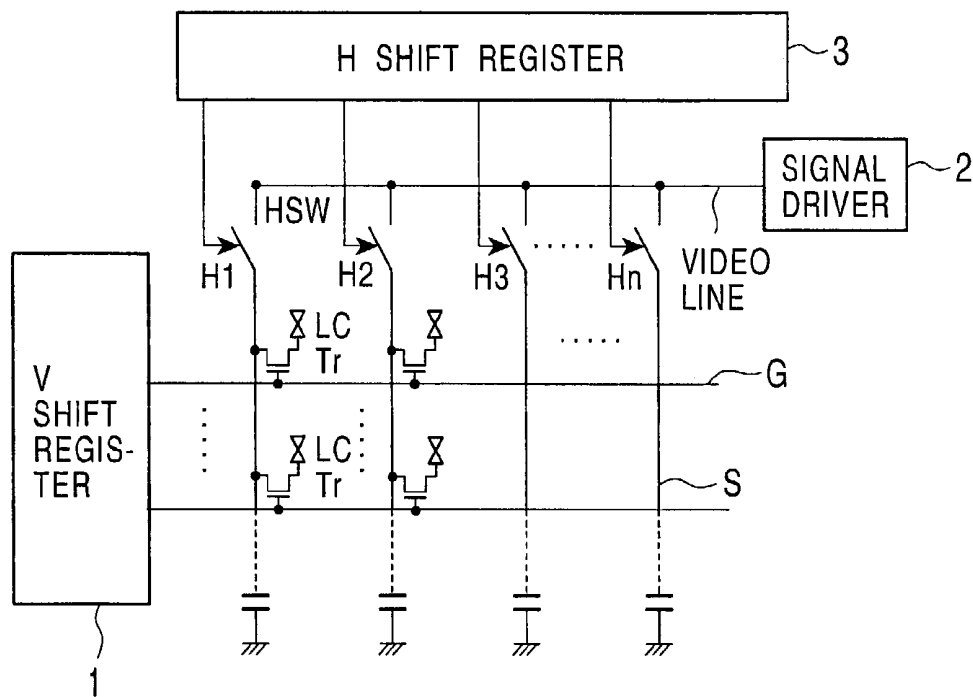 H SHIFT REGISTER
3
SIGNAL
DRIVER
2
HSW
H1
H2
H3
Hn
VIDEO
LINE
LC
Tr
G
V
SHIFT
REGIS-
TER
LC
Tr
S
1